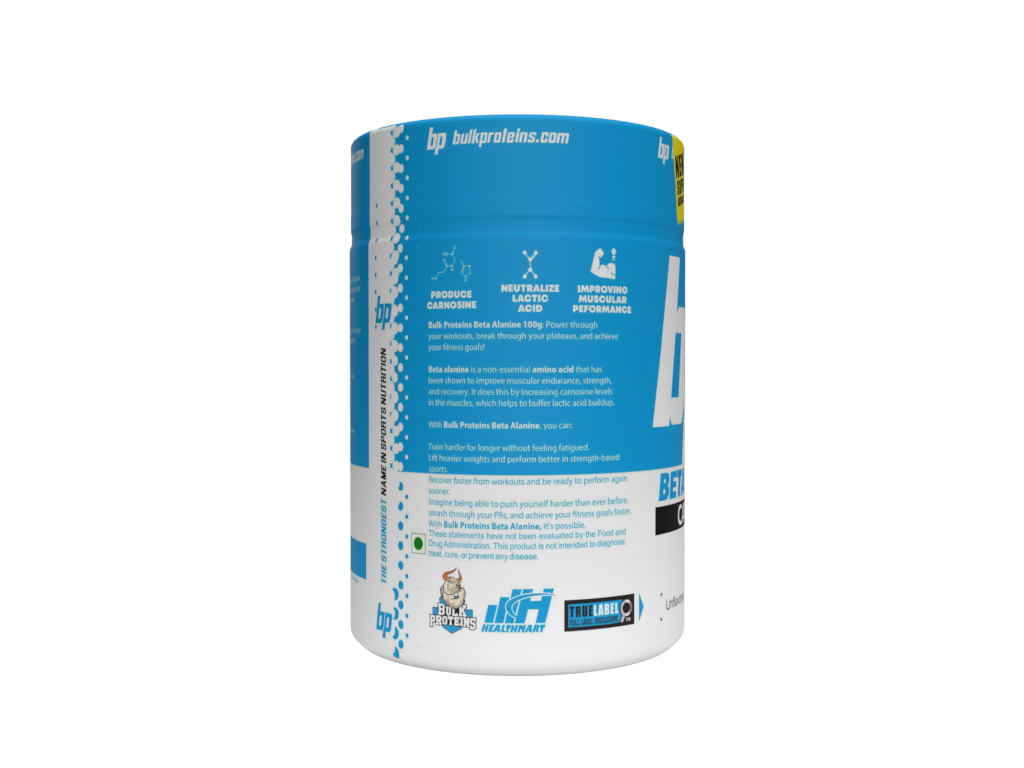 bp bulkproteins.com
bp
.com
PRODUCE
CARNOSINE
NEUTRALIZE
LACTIC
ACID
IMPROVING
MUSCULAR
PEFORMANCE
Bulk Proteins Beta Alanine 100g: Power through
your workouts, break through your plateaus, and achieve
your fitness goals!
Beta alanine is a non-essential amino acid that has
been shown to improve muscular endurance, strength,
and recovery. It does this by increasing carnosine levels
in the muscles, which helps to buffer lactic acid buildup.
With Bulk Proteins Beta Alanine, you can:
Train harder for longer without feeling fatigued.
Lift heavier weights and perform better in strength-based
sports.
Recover faster from workouts and be ready to perform again
sooner.
Imagine being able to push yourself harder than ever before,
smash through your PRs, and achieve your fitness goals faster.
With Bulk Proteins Beta Alanine, it's possible.
These statements have not been evaluated by the Food and
Drug Administration. This product is not intended to diagnose,
treat, cure, or prevent any disease.
BULK
PROTEINS
HEALTHMART
TRUELABEL
FULL LABEL DISCLOSURE
TM
bp
THE STRONGEST NAME IN SPORTS NUTRITION
bp
b
BETA